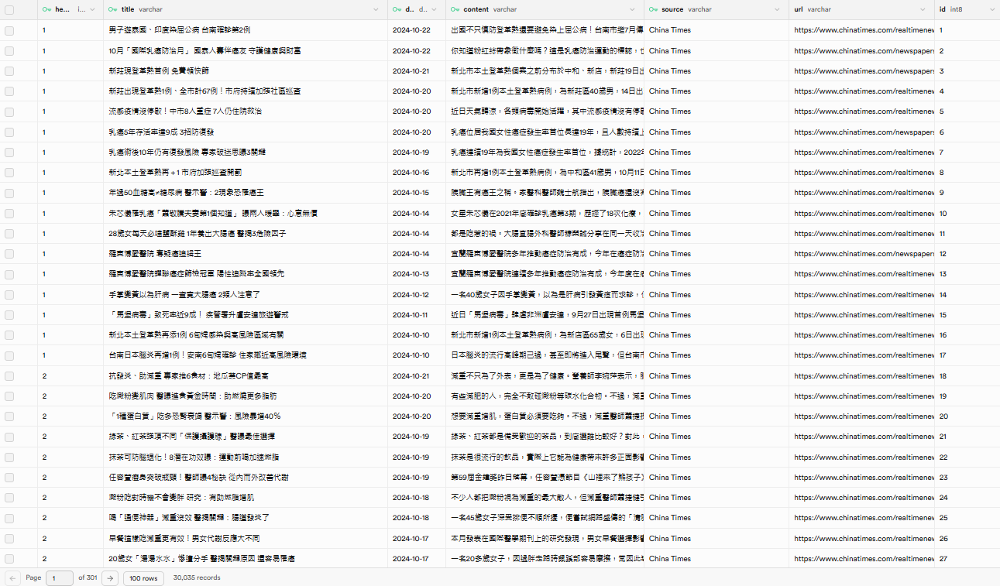 he... i... title varchar d.. d.. content varchar source varchar url varchar id int8
1 男子遊泰國、印度染屈公病 台南確診第2例 2024-10-22 出國不只慎防登革熱還要避免染上屈公病！台南市繼7月傳 China Times https://www.chinatimes.com/realtimenew 1
1 10月「國際乳癌防治月」 國泰人壽伴癌友 守護健康與財富 2024-10-22 你知道粉紅絲帶象徵什麼嗎？這是乳癌防治運動的標誌，也 China Times https://www.chinatimes.com/newspapers 2
1 新莊現登革熱首例 免費領快篩 2024-10-21 新北市本土登革熱個案之前分布於中和、新店，新莊19日出 China Times https://www.chinatimes.com/newspapers 3
1 新莊出現登革熱1例、全市計67例！市府持續加強社區巡查 2024-10-20 新北市新增1例本土登革熱病例，為新莊區40歲男，14日出 China Times https://www.chinatimes.com/realtimenew 4
1 流感疫情沒停歇！中市8人重症 7人仍住院救治 2024-10-20 近日天氣轉涼，各類病毒開始活躍，其中流感疫情沒有停歇 China Times https://www.chinatimes.com/realtimenew 5
1 乳癌5年存活率達9成 3招防復發 2024-10-20 乳癌位居我國女性癌症發生率首位長達19年，且人數持續上 China Times https://www.chinatimes.com/newspapers 6
1 乳癌術後10年仍有復發風險 專家破迷思曝3關鍵 2024-10-19 乳癌連續19年為我國女性癌症發生率首位，據統計，2022年 China Times https://www.chinatimes.com/realtimenew 7
1 新北本土登革熱再＋1 市府加強巡查開罰 2024-10-16 新北市再增1例本土登革熱病例，為中和區41歲男，10月11日 China Times https://www.chinatimes.com/realtimenew 8
1 年過50血糖高≠糖尿病 醫示警：2現象恐罹癌王 2024-10-15 胰臟王有癌王之稱。家醫科醫師魏士航指出，胰臟癌還沒有 China Times https://www.chinatimes.com/realtimenew 9
1 朱芯儀罹乳癌「蕭敬騰夫妻第1個知道」 曝兩人暖舉：心意無價 2024-10-14 女星朱芯儀在2021年底確診乳癌第3期，歷經了18次化療， China Times https://www.chinatimes.com/realtimenew 10
1 28歲女每天必嗑鹽酥雞 1年養出大腸癌 醫揭3危險因子 2024-10-14 都是吃惹的禍。大腸直腸外科醫師鍾榮誠分享在同一天收治 China Times https://www.chinatimes.com/realtimenew 11
1 羅東博愛醫院 奪疑癌追緝王 2024-10-14 宜蘭羅東博愛醫院多年推動癌症防治有成，今年在癌症防治 China Times https://www.chinatimes.com/newspapers 12
1 羅東博愛醫院蟬聯癌症篩檢冠軍 陽性追蹤率全國領先 2024-10-13 宜蘭羅東博愛醫院連續多年推動癌症防治有成，今年度在癌 China Times https://www.chinatimes.com/realtimenew 13
1 手掌變黃以為肝病 一查竟大腸癌 2類人注意了 2024-10-12 一名40歲女子因手掌變黃，以為是肝病引發黃疸而求診， China Times https://www.chinatimes.com/realtimenew 14
1 「馬堡病毒」致死率近9成！ 疾管署升盧安達旅遊警戒 2024-10-11 近日「馬堡病毒」肆虐非洲盧安達，9月27日出現首例馬堡 China Times https://www.chinatimes.com/realtimenew 15
1 新北本土登革熱再添1例 6旬婦感染與高風險區域有關 2024-10-10 新北市新增1例本土登革熱病例，為新店區65歲女，6日出現 China Times https://www.chinatimes.com/realtimenew 16
1 台南日本腦炎再增1例！安南6旬婦確診 住家鄰近高風險環境 2024-10-10 日本腦炎的流行高峰期已過，甚至即將進入尾聲，但台南市 China Times https://www.chinatimes.com/realtimenew 17
2 抗發炎、助減重 專家推6食材：地瓜葉CP值最高 2024-10-21 減重不只為了外表，更是為了健康。營養師李婉萍表示， China Times https://www.chinatimes.com/realtimenew 18
2 吃澱粉變肌肉 醫曝進食黃金時間：助燃燒更多脂肪 2024-10-20 有些減肥的人，完全不敢碰澱粉等碳水化合物。不過，減重 China Times https://www.chinatimes.com/realtimenew 19
2 「1種蛋白質」吃多恐腎衰竭 醫示警：風險暴增40% 2024-10-20 想要減重增肌，蛋白質必須要吃夠。不過，減重醫師蕭捷健 China Times https://www.chinatimes.com/realtimenew 20
2 綠茶、紅茶強項不同「保護攝護腺」醫曝最佳選擇 2024-10-19 綠茶、紅茶都是備受歡迎的茶品，到底選誰比較好？對此， China Times https://www.chinatimes.com/realtimenew 21
2 抹茶可防腦退化！8潛在功效曝：運動前喝加速燃脂 2024-10-19 抹茶是很流行的飲品，實際上它能為健康帶來許多正面影響 China Times https://www.chinatimes.com/realtimenew 22
2 任容萱瘦身突破瓶頸！醫師曝4秘訣 從內而外改善代謝 2024-10-19 第59屆金鐘獎昨日落幕，任容萱憑節目《山裡來了熊孩子》 China Times https://www.chinatimes.com/realtimenew 23
2 澱粉吃對時機不會變胖 研究：有助燃脂增肌 2024-10-18 不少人都把澱粉視為減重的最大敵人，但減重醫師蕭捷健引 China Times https://www.chinatimes.com/realtimenew 24
2 喝「通便神器」減重沒效 醫揭關鍵：腸道發炎了 2024-10-18 一名45歲女子深受排便不順所擾，便嘗試網路盛傳的「清腸 China Times https://www.chinatimes.com/realtimenew 25
2 早餐這樣吃減重更有效！男女代謝反應大不同 2024-10-17 本月發表在國際醫學期刊上的研究發現，男女早餐選擇影響 China Times https://www.chinatimes.com/realtimenew 26
2 20歲女「湯湯水水」慘遭分手 醫揭關鍵原因 還容易罹癌 2024-10-17 一名20多歲女子，因過胖走路時鼠蹊部容易摩擦，常因此 China Times https://www.chinatimes.com/realtimenew 27
Page 1 of 301 100 rows 30,035 records